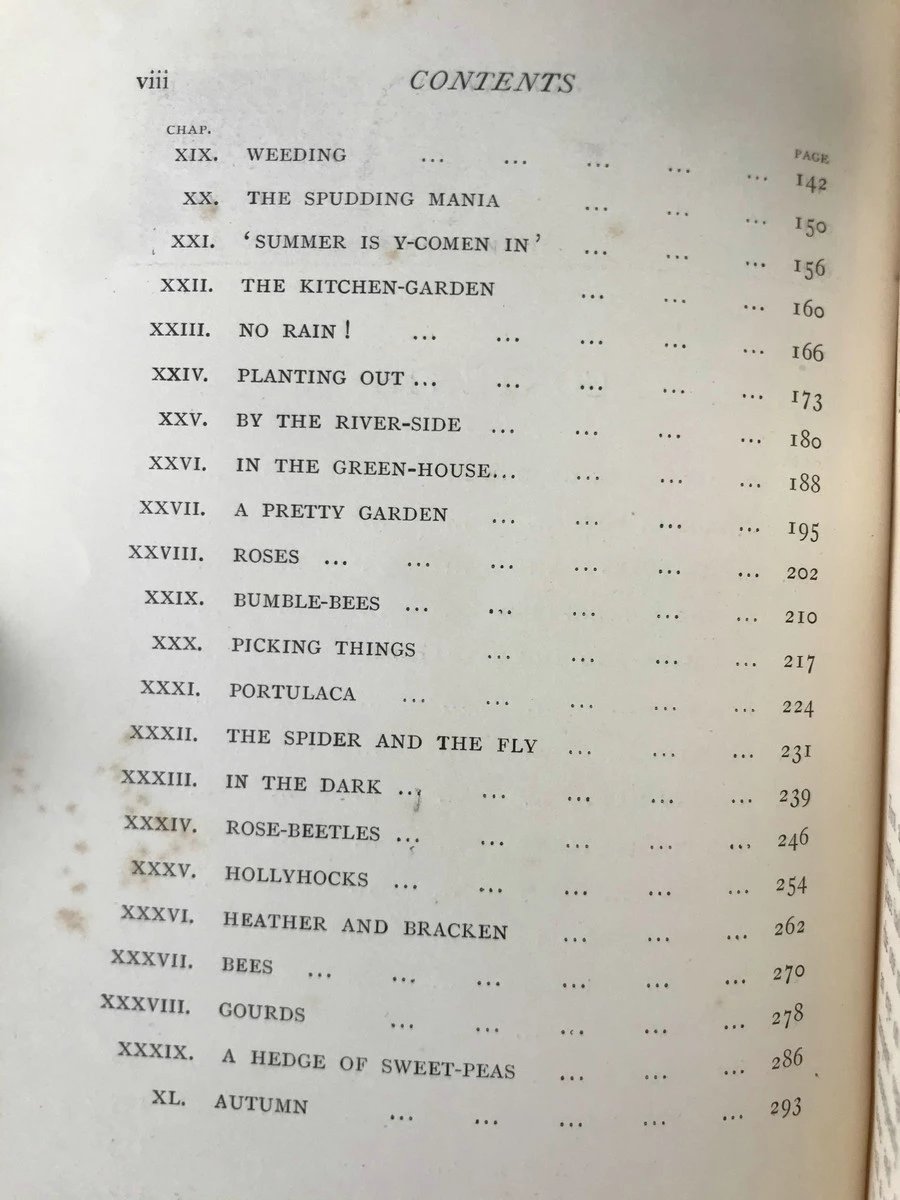 viii CONTENTS
CHAP. PAGE
XIX. WEEDING ... ... ... ... ... 142
XX. THE SPUDDING MANIA ... ... ... 150
XXI. ‘SUMMER IS Y-COMEN IN’ ... ... ... 156
XXII. THE KITCHEN-GARDEN ... ... ... 160
XXIII. NO RAIN! ... ... ... ... ... 166
XXIV. PLANTING OUT ... ... ... ... ... 173
XXV. BY THE RIVER-SIDE ... ... ... ... 180
XXVI. IN THE GREEN-HOUSE... ... ... ... 188
XXVII. A PRETTY GARDEN ... ... ... ... 195
XXVIII. ROSES ... ... ... ... ... ... 202
XXIX. BUMBLE-BEES ... ... ... ... ... 210
XXX. PICKING THINGS ... ... ... ... 217
XXXI. PORTULACA ... ... ... ... ... 224
XXXII. THE SPIDER AND THE FLY ... ... ... 231
XXXIII. IN THE DARK ... ... ... ... ... 239
XXXIV. ROSE-BEETLES ... ... ... ... ... 246
XXXV. HOLLYHOCKS ... ... ... ... ... 254
XXXVI. HEATHER AND BRACKEN ... ... ... 262
XXXVII. BEES ... ... ... ... ... ... 270
XXXVIII. GOURDS ... ... ... ... ... 278
XXXIX. A HEDGE OF SWEET-PEAS ... ... ... 286
XL. AUTUMN ... ... ... ... ... 293